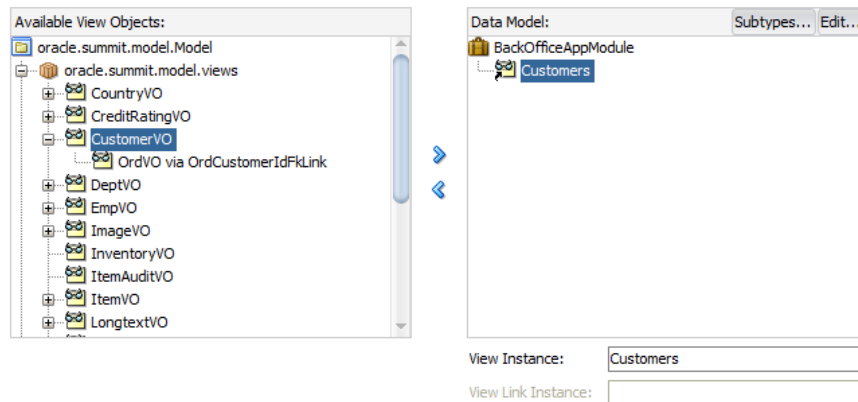 Available View Objects:
oracle.summit.model.Model
oracle.summit.model.views
CountryVO
CreditRatingVO
CustomerVO
OrdVO via OrdCustomerIdFkLink
DeptVO
EmpVO
ImageVO
InventoryVO
ItemAuditVO
ItemVO
LongtextVO
Data Model:
Subtypes... Edit...
BackOfficeAppModule
Customers
View Instance: Customers
View Link Instance: